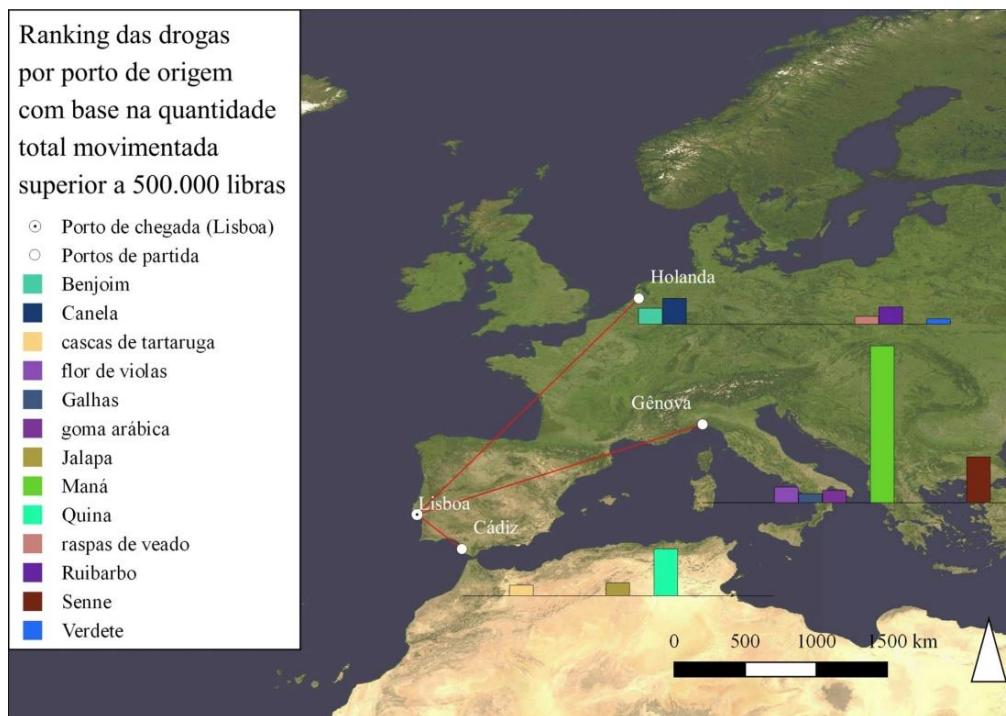 Ranking das drogas
por porto de origem
com base na quantidade
total movimentada
superior a 500.000 libras
Porto de chegada (Lisboa)
Portos de partida
Benjoim
Canela
cascas de tartaruga
flor de violas
Galhas
goma arábica
Jalapa
Maná
Quina
raspas de veado
Ruibarbo
Senne
Verdete
Holanda
Gênova
Lisboa
Cádiz
0 500 1000 1500 km